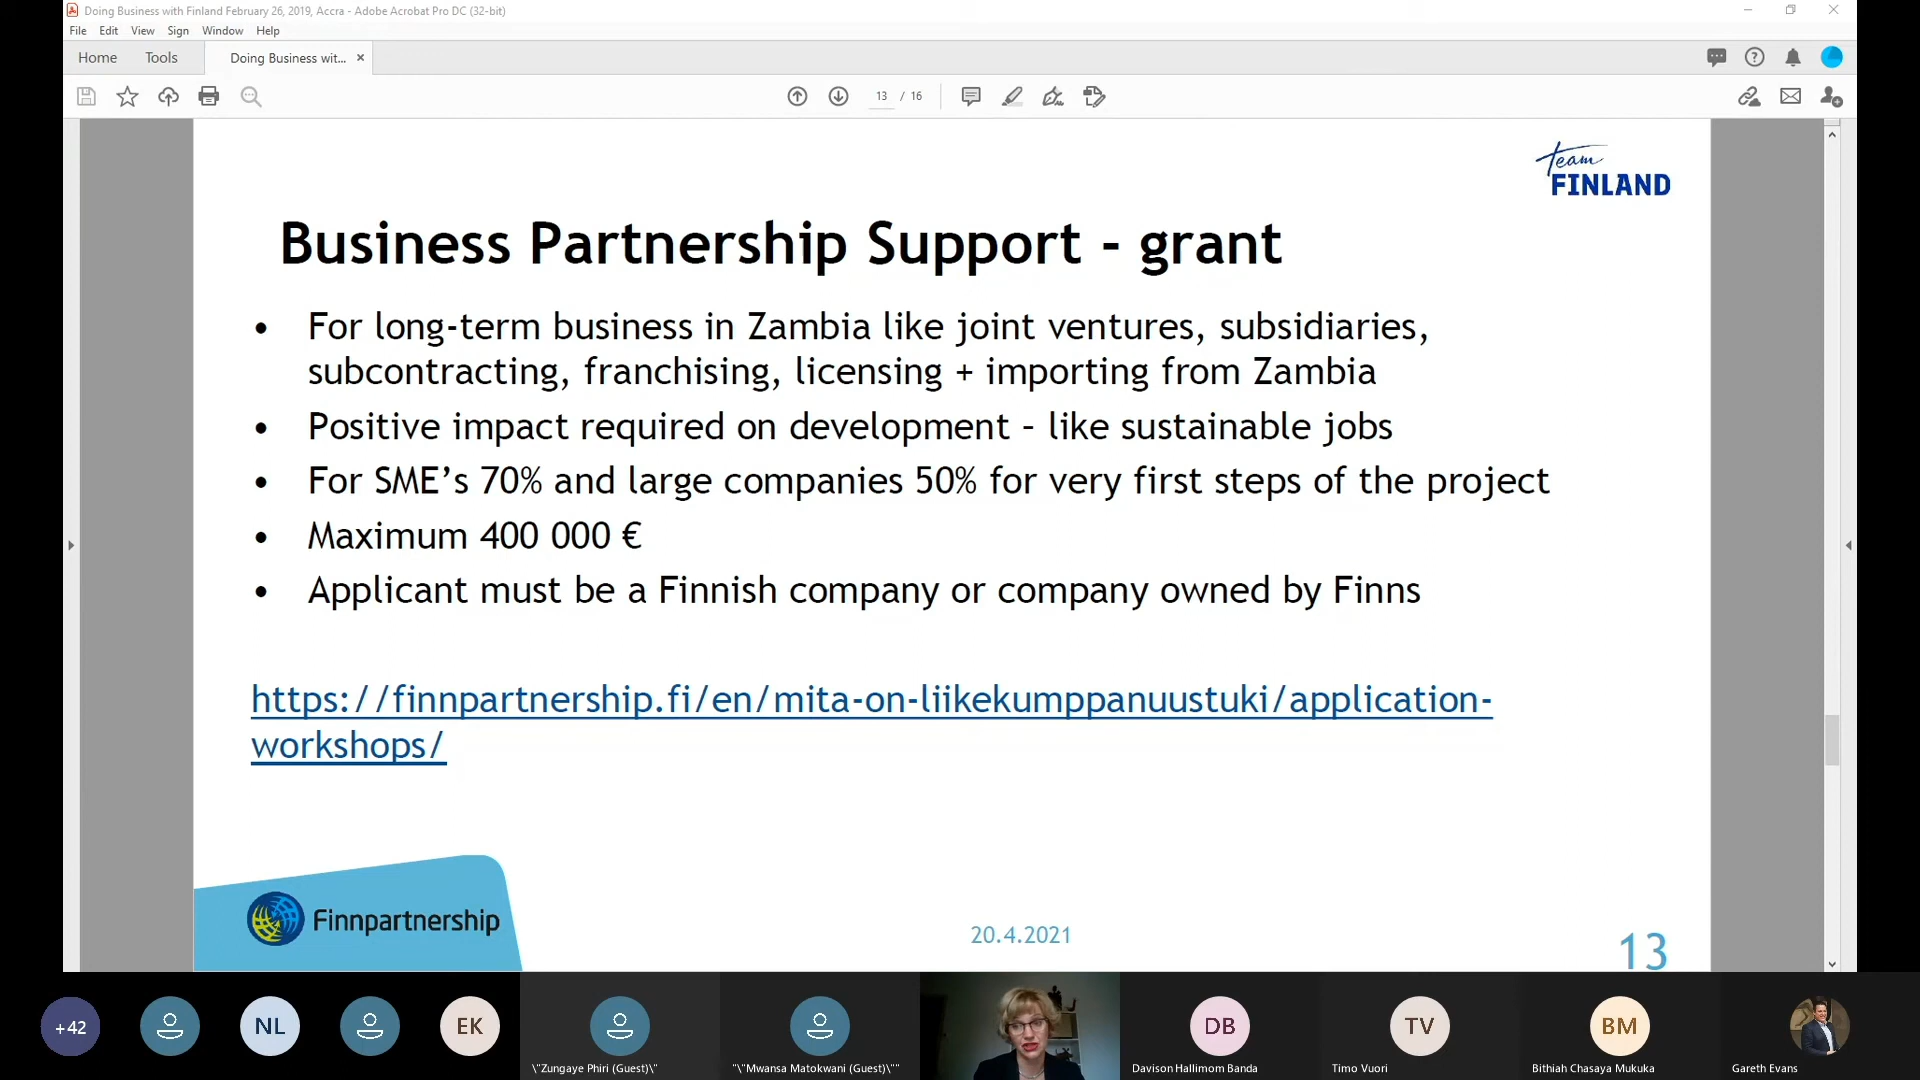 Doing Business with Finland February 26, 2019, Accra - Adobe Acrobat Pro DC (32-bit)
File Edit View Sign Window Help
Home Tools Doing Business wit... ×
13 / 16
Team
FINLAND
Business Partnership Support - grant
• For long-term business in Zambia like joint ventures, subsidiaries,
subcontracting, franchising, licensing + importing from Zambia
• Positive impact required on development – like sustainable jobs
• For SME’s 70% and large companies 50% for very first steps of the project
• Maximum 400 000 €
• Applicant must be a Finnish company or company owned by Finns
https://finnpartnership.fi/en/mita-on-liikekumppanuustuki/application-
workshops/
Finnpartnership
20.4.2021
13
+42 NL EK DB TV BM
\"Zungaye Phiri (Guest)\" "\"Mwansa Matokwani (Guest)\"" Davison Hallimom Banda Timo Vuori Bithiah Chasaya Mukuka Gareth Evans